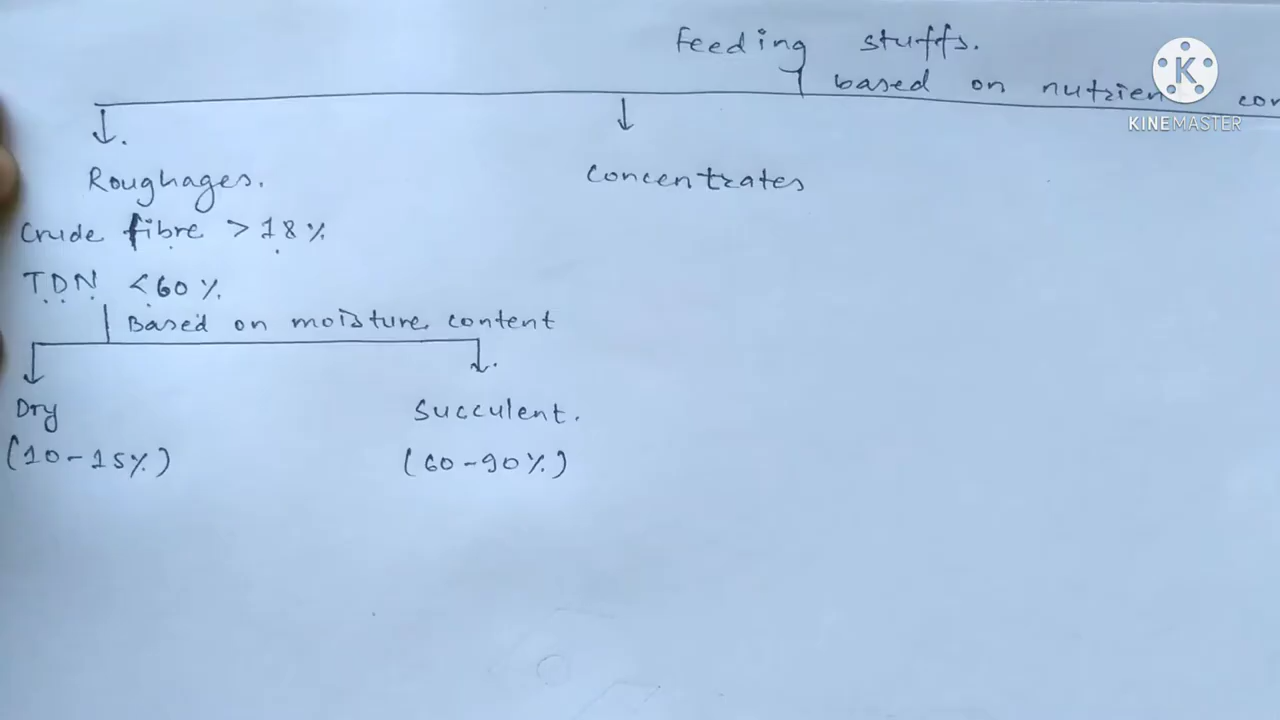 Feeding stuffs.
based on nutrien con
Roughages.
Concentrates
Crude fibre > 18%
TDN < 60%
Based on moisture content
Dry
Succulent.
(10-15%)
(60-90%)
K
KINEMASTER